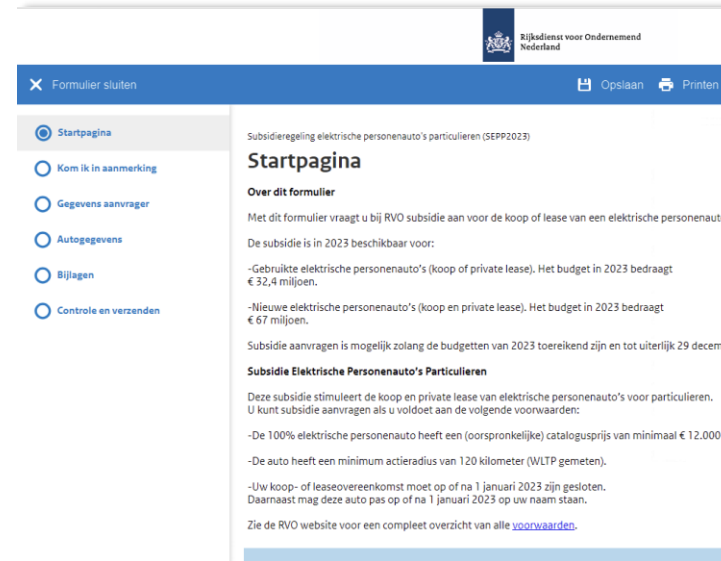 Rijksdienst voor Ondernemend
Nederland
Formulier sluiten
Opslaan
Printen
Startpagina
Kom ik in aanmerking
Gegevens aanvrager
Autogegevens
Bijlagen
Controle en verzenden
Subsidieregeling elektrische personenauto's particulieren (SEPP2023)
Startpagina
Over dit formulier
Met dit formulier vraagt u bij RVO subsidie aan voor de koop of lease van een elektrische
De subsidie is in 2023 beschikbaar voor:
-Gebruikte elektrische personenauto's (koop of private lease). Het budget in 2023 bedraagt
€ 32,4 miljoen.
-Nieuwe elektrische personenauto's (koop en private lease). Het budget in 2023 bedraagt
€ 67 miljoen.
Subsidie aanvragen is mogelijk zolang de budgetten van 2023 toereikend zijn en tot uiterlijk 29
Subsidie Elektrische Personenauto's Particulieren
Deze subsidie stimuleert de koop en private lease van elektrische personenauto's voor particulieren.
U kunt subsidie aanvragen als u voldoet aan de volgende voorwaarden:
-De 100% elektrische personenauto heeft een (oorspronkelijke) catalogusprijs van minimaal € 12.000
-De auto heeft een minimum actieradius van 120 kilometer (WLTP gemeten).
-Uw koop- of leaseovereenkomst moet op of na 1 januari 2023 zijn gesloten.
Daarnaast mag deze auto pas op of na 1 januari 2023 op uw naam staan.
Zie de RVO website voor een compleet overzicht van alle voorwaarden.